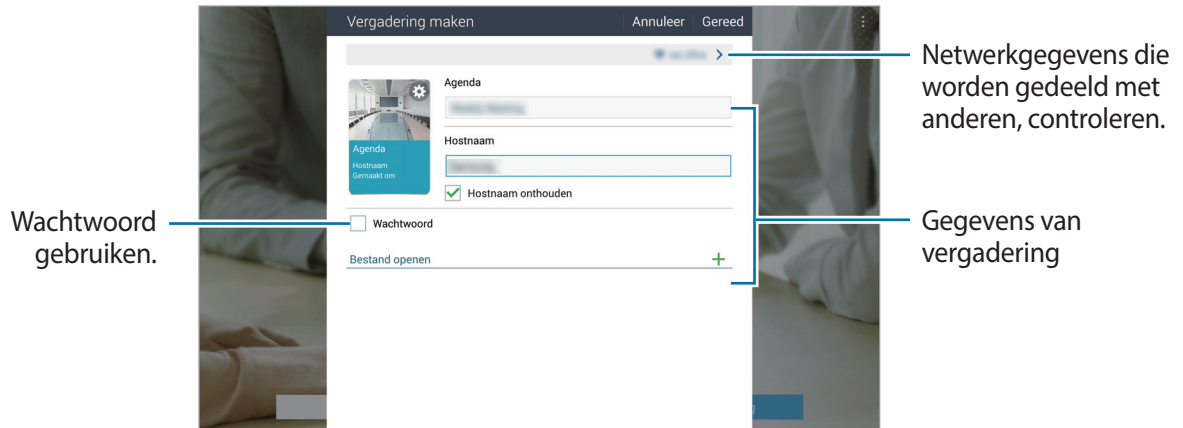 Vergadering maken
Annuleer
Gereed
Agenda
Hostnaam
Agenda
Hostnaam
Gemaakt om
Hostnaam onthouden
Wachtwoord
Bestand openen
Wachtwoord
gebruiken.
Netwerkgegevens die
worden gedeeld met
anderen, controleren.
Gegevens van
vergadering